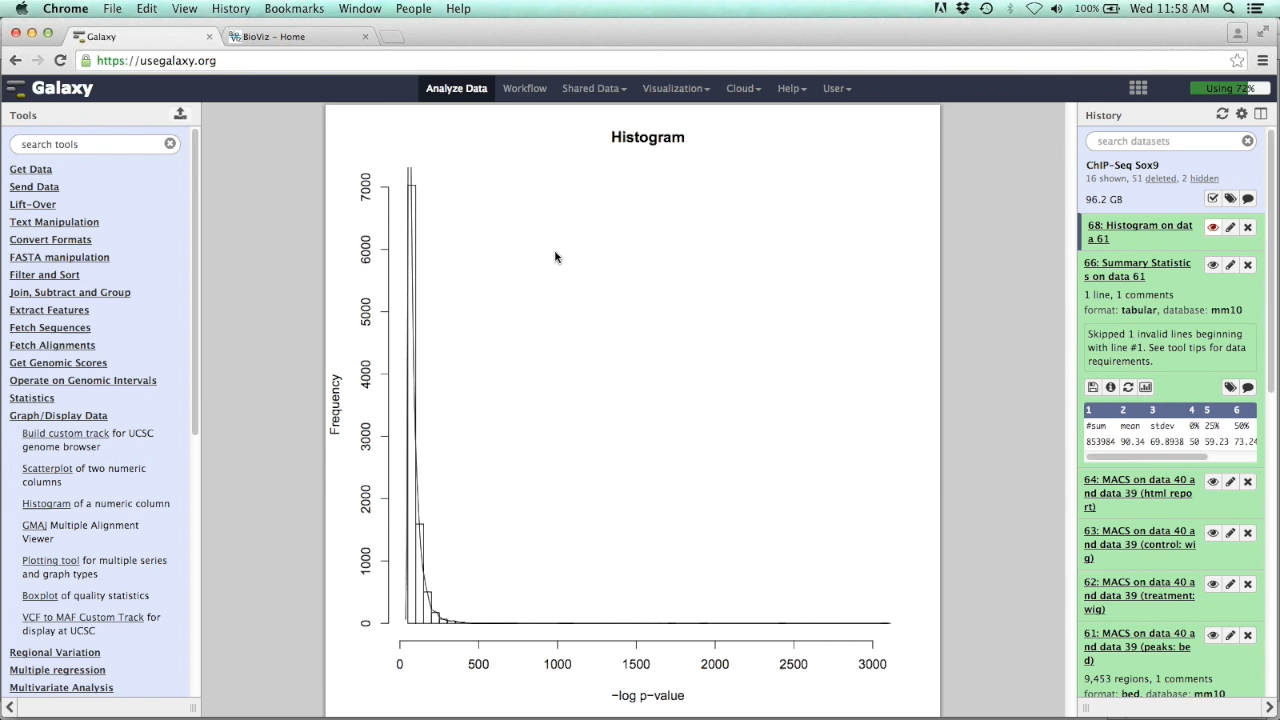 Chrome File Edit View History Bookmarks Window People Help 100% Wed 11:58 AM
Galaxy BioViz - Home
https://usegalaxy.org
Galaxy Analyze Data Workflow Shared Data Visualization Cloud Help User Using 72%
Tools
search tools
Get Data
Send Data
Lift-Over
Text Manipulation
Convert Formats
FASTA manipulation
Filter and Sort
Join, Subtract and Group
Extract Features
Fetch Sequences
Fetch Alignments
Get Genomic Scores
Operate on Genomic Intervals
Statistics
Graph/Display Data
Build custom track for UCSC
genome browser
Scatterplot of two numeric
columns
Histogram of a numeric column
GMAJ Multiple Alignment
Viewer
Plotting tool for multiple series
and graph types
Boxplot of quality statistics
VCF to MAF Custom Track for
display at UCSC
Regional Variation
Multiple regression
Multivariate Analysis
Histogram
Frequency
7000
6000
5000
4000
3000
2000
1000
0
0 500 1000 1500 2000 2500 3000
−log p−value
History
search datasets
ChIP-Seq Sox9
16 shown, 51 deleted, 2 hidden
96.2 GB
68: Histogram on dat
a 61
66: Summary Statistic
s on data 61
1 line, 1 comments
format: tabular, database: mm10
Skipped 1 invalid lines beginning
with line #1. See tool tips for data
requirements.
1 2 3 4 5 6
#sum mean stdev 0% 25% 50%
853984 90.34 69.8938 50 59.23 73.24
64: MACS on data 40 a
nd data 39 (html repo
rt)
63: MACS on data 40 a
nd data 39 (control: wi
g)
62: MACS on data 40 a
nd data 39 (treatment:
wig)
61: MACS on data 40 a
nd data 39 (peaks: be
d)
9,453 regions, 1 comments
format: bed, database: mm10